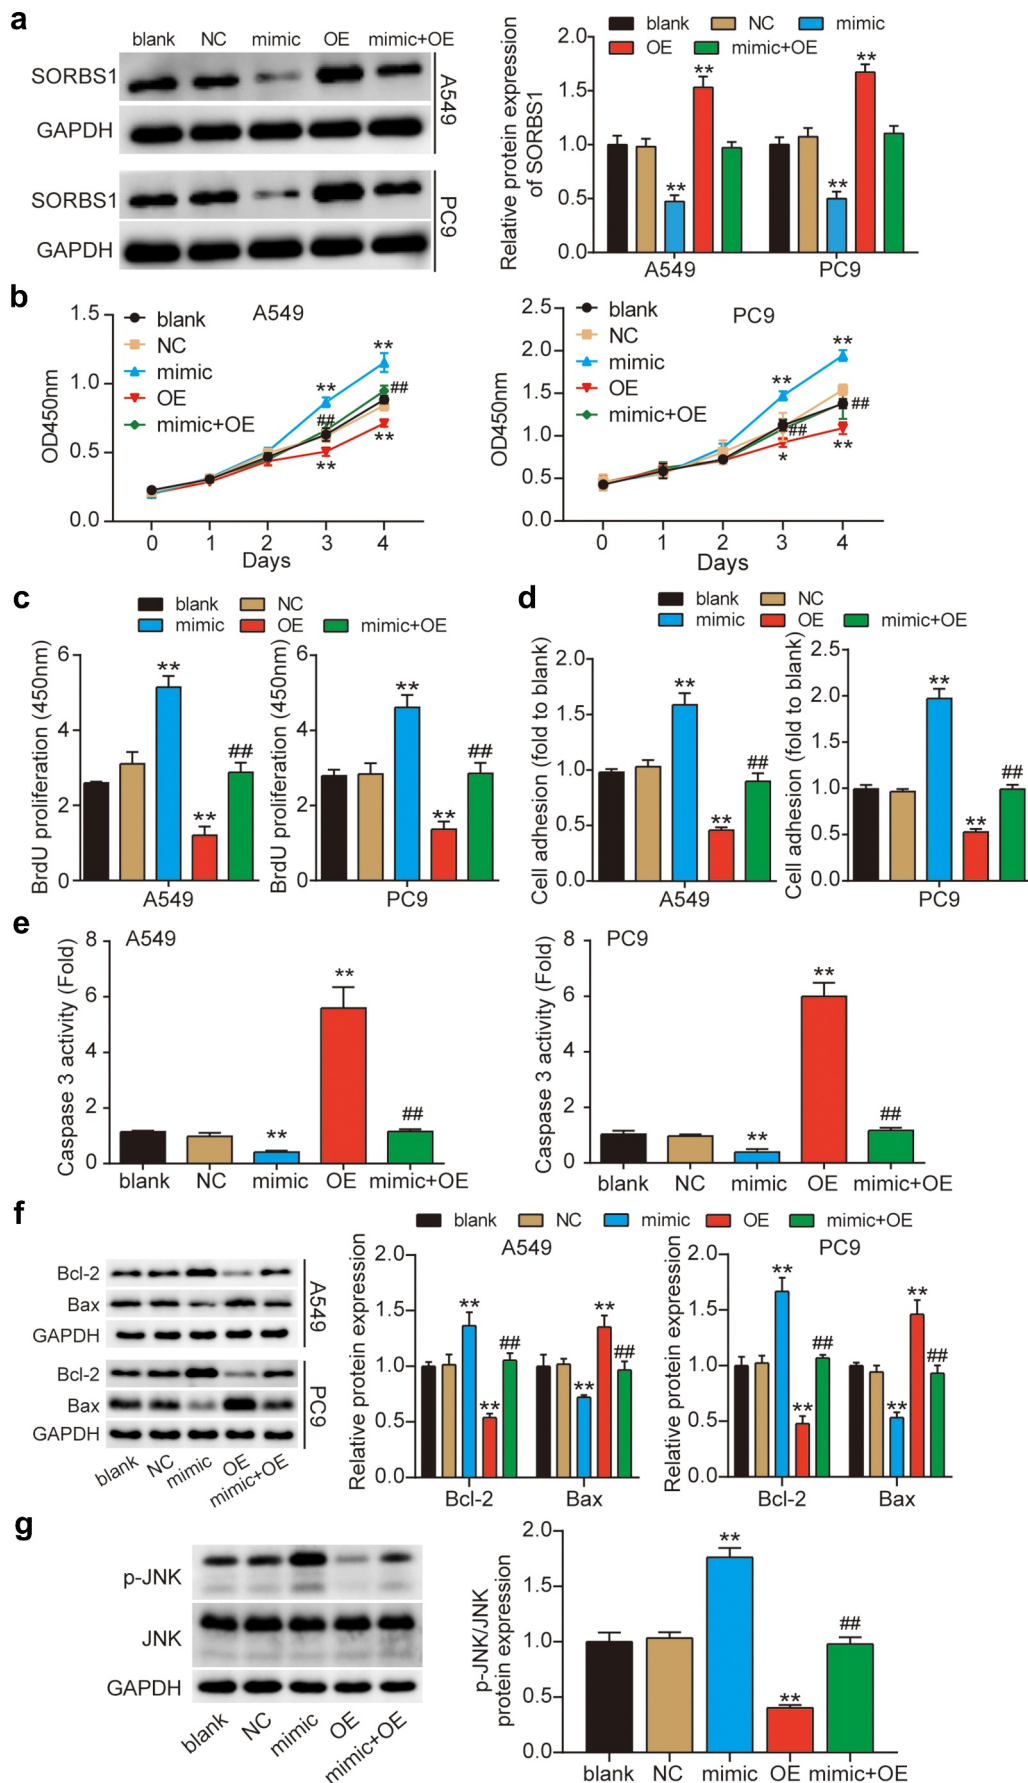 a
blank NC mimic OE mimic+OE
SORBS1
GAPDH
A549
SORBS1
GAPDH
PC9
blank NC mimic
OE mimic+OE
Relative protein expression
of SORBS1
2.0
1.5
1.0
0.5
0.0
** ** ** **
A549 PC9
b
A549
blank
NC
mimic
OE
mimic+OE
OD450nm
1.5
1.0
0.5
0.0
** ** ## ## ** **
0 1 2 3 4
Days
PC9
blank
NC
mimic
OE
mimic+OE
OD450nm
2.5
2.0
1.5
1.0
0.5
0.0
** ** ## ## * **
0 1 2 3 4
Days
c
blank NC
mimic OE mimic+OE
BrdU proliferation (450nm)
6
4
2
0
** ** ##
A549
BrdU proliferation (450nm)
6
4
2
0
** ** ##
PC9
d
blank NC
mimic OE mimic+OE
Cell adhesion (fold to blank)
2.0
1.5
1.0
0.5
0.0
** ** ##
A549
Cell adhesion (fold to blank)
2.5
2.0
1.5
1.0
0.5
0.0
** ** ##
PC9
e
A549
Caspase 3 activity (Fold)
8
6
4
2
0
** ** ##
blank NC mimic OE mimic+OE
PC9
Caspase 3 activity (Fold)
8
6
4
2
0
** ** ##
blank NC mimic OE mimic+OE
f
Bcl-2
Bax
GAPDH
A549
Bcl-2
Bax
GAPDH
PC9
blank NC mimic OE mimic+OE
blank NC mimic OE mimic+OE
A549
Relative protein expression
2.0
1.5
1.0
0.5
0.0
** ** ## ** ** ##
Bcl-2 Bax
PC9
Relative protein expression
2.0
1.5
1.0
0.5
0.0
** ** ## ** ** ##
Bcl-2 Bax
g
p-JNK
JNK
GAPDH
blank NC mimic OE mimic+OE
p-JNK/JNK
protein expression
2.0
1.5
1.0
0.5
0.0
** ** ##
blank NC mimic OE mimic+OE